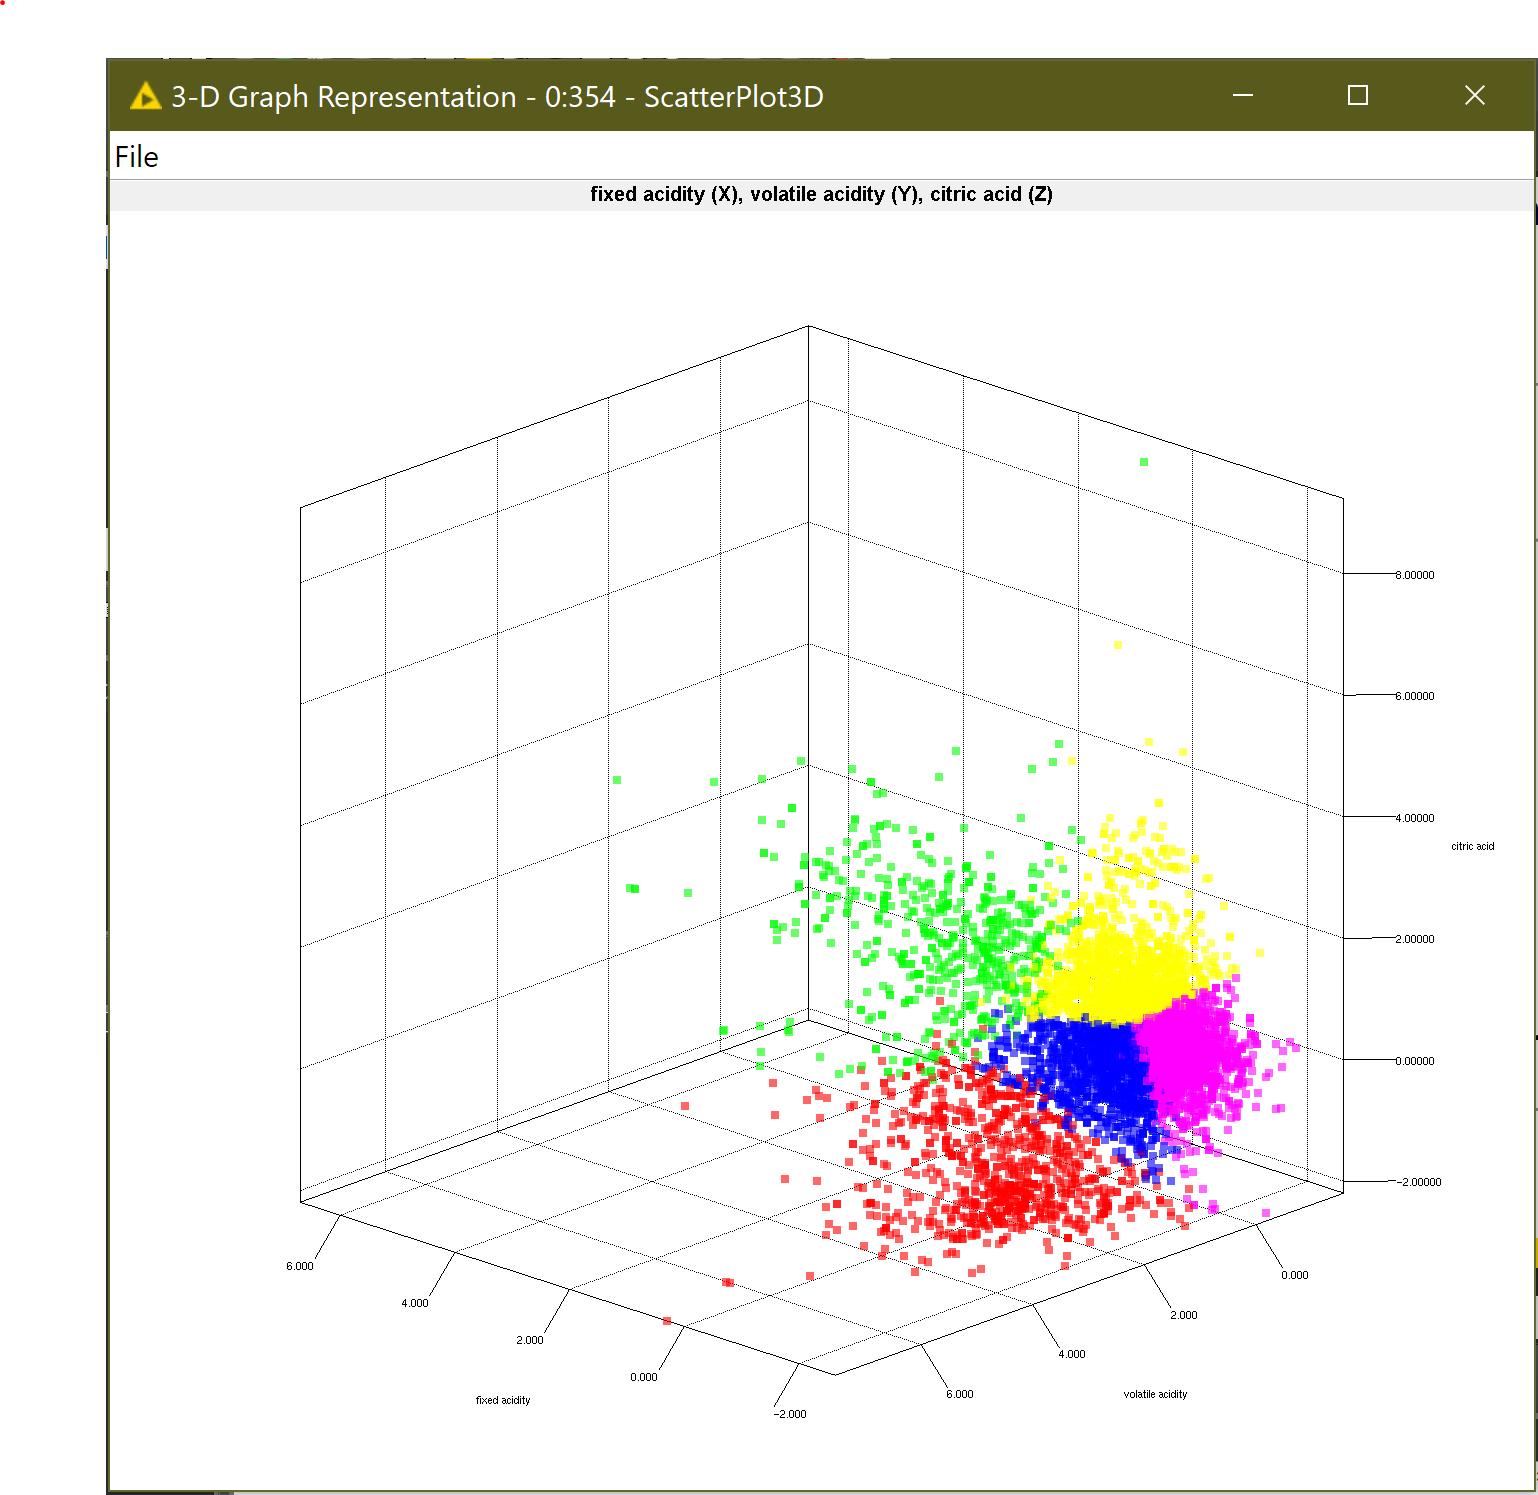 3-D Graph Representation - 0:354 - ScatterPlot3D
File
fixed acidity (X), volatile acidity (Y), citric acid (Z)
8.00000
6.00000
4.00000
citric acid
2.00000
0.00000
-2.00000
6.000
4.000
2.000
0.000
-2.000
fixed acidity
0.000
2.000
4.000
6.000
volatile acidity